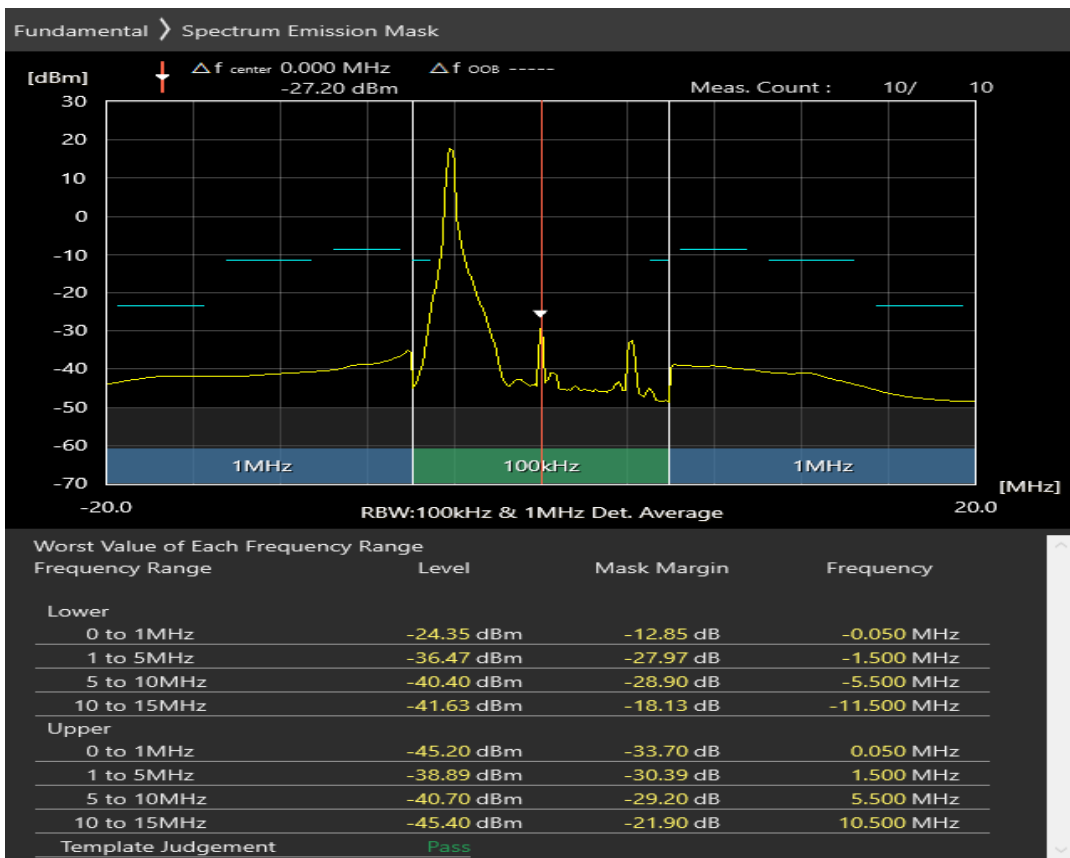 Fundamental ❯ Spectrum Emission Mask
[dBm]
△f center 0.000 MHz △f OOB -----
-27.20 dBm
Meas. Count : 10/ 10
30
20
10
0
-10
-20
-30
-40
-50
-60
-70
1MHz 100kHz 1MHz
[MHz]
-20.0 RBW:100kHz & 1MHz Det. Average 20.0
Worst Value of Each Frequency Range
Frequency Range Level Mask Margin Frequency
Lower
0 to 1MHz -24.35 dBm -12.85 dB -0.050 MHz
1 to 5MHz -36.47 dBm -27.97 dB -1.500 MHz
5 to 10MHz -40.40 dBm -28.90 dB -5.500 MHz
10 to 15MHz -41.63 dBm -18.13 dB -11.500 MHz
Upper
0 to 1MHz -45.20 dBm -33.70 dB 0.050 MHz
1 to 5MHz -38.89 dBm -30.39 dB 1.500 MHz
5 to 10MHz -40.70 dBm -29.20 dB 5.500 MHz
10 to 15MHz -45.40 dBm -21.90 dB 10.500 MHz
Template Judgement Pass